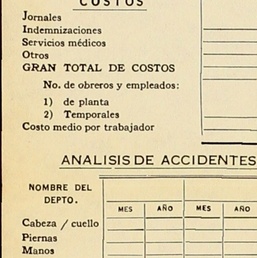 COSTOS
Jornales
Indemnizaciones
Servicios médicos
Otros
GRAN TOTAL DE COSTOS
No. de obreros y empleados:
1) de planta
2) Temporales
Costo medio por trabajador
ANALISIS DE ACCIDENTES
NOMBRE DEL
DEPTO.
MES AÑO MES AÑO
Cabeza / cuello
Piernas
Manos